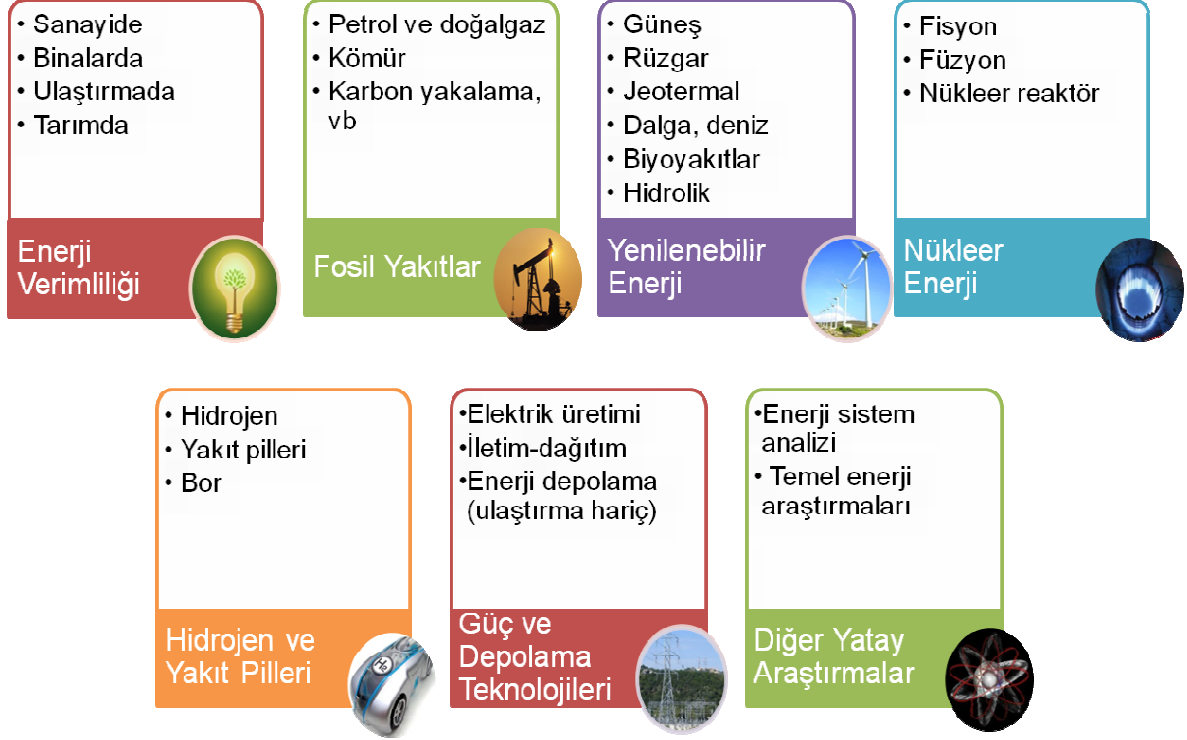 • Sanayide
• Binalarda
• Ulaştırmada
• Tarımda
Enerji
Verimliliği
• Petrol ve doğalgaz
• Kömür
• Karbon yakalama,
vb
Fosil Yakıtlar
• Güneş
• Rüzgar
• Jeotermal
• Dalga, deniz
• Biyoyakıtlar
• Hidrolik
Yenilenebilir
Enerji
• Fisyon
• Füzyon
• Nükleer reaktör
Nükleer
Enerji
• Hidrojen
• Yakıt pilleri
• Bor
Hidrojen ve
Yakıt Pilleri
H2
•Elektrik üretimi
•İletim-dağıtım
•Enerji depolama
(ulaştırma hariç)
Güç ve
Depolama
Teknolojileri
•Enerji sistem
analizi
• Temel enerji
araştırmaları
Diğer Yatay
Araştırmalar